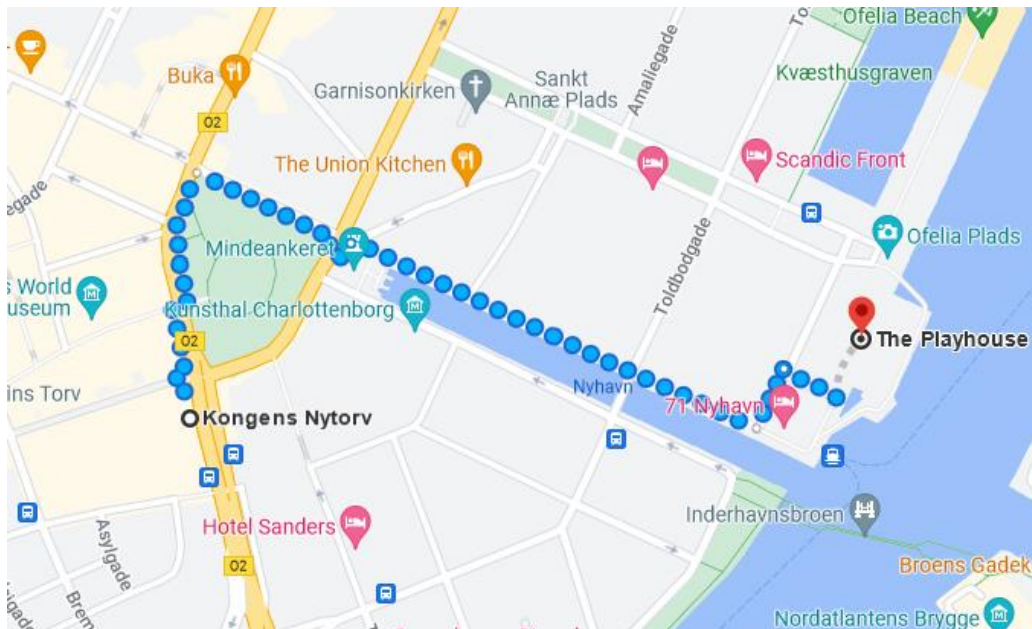 Ofelia Beach
Kvæsthusgraven
Buka
Garnisonkirken
Sankt
Annæ Plads
Amaliegade
O2
The Union Kitchen
Scandic Front
Mindeankeret
Ofelia Plads
Toldbodgade
Kunsthal Charlottenborg
s World
useum
O2
The Playhouse
Nyhavn
71 Nyhavn
ins Torv
Kongens Nytorv
Inderhavnsbroen
Hotel Sanders
Asylgade
O2
Broens Gadek
Nordatlantens Brygge